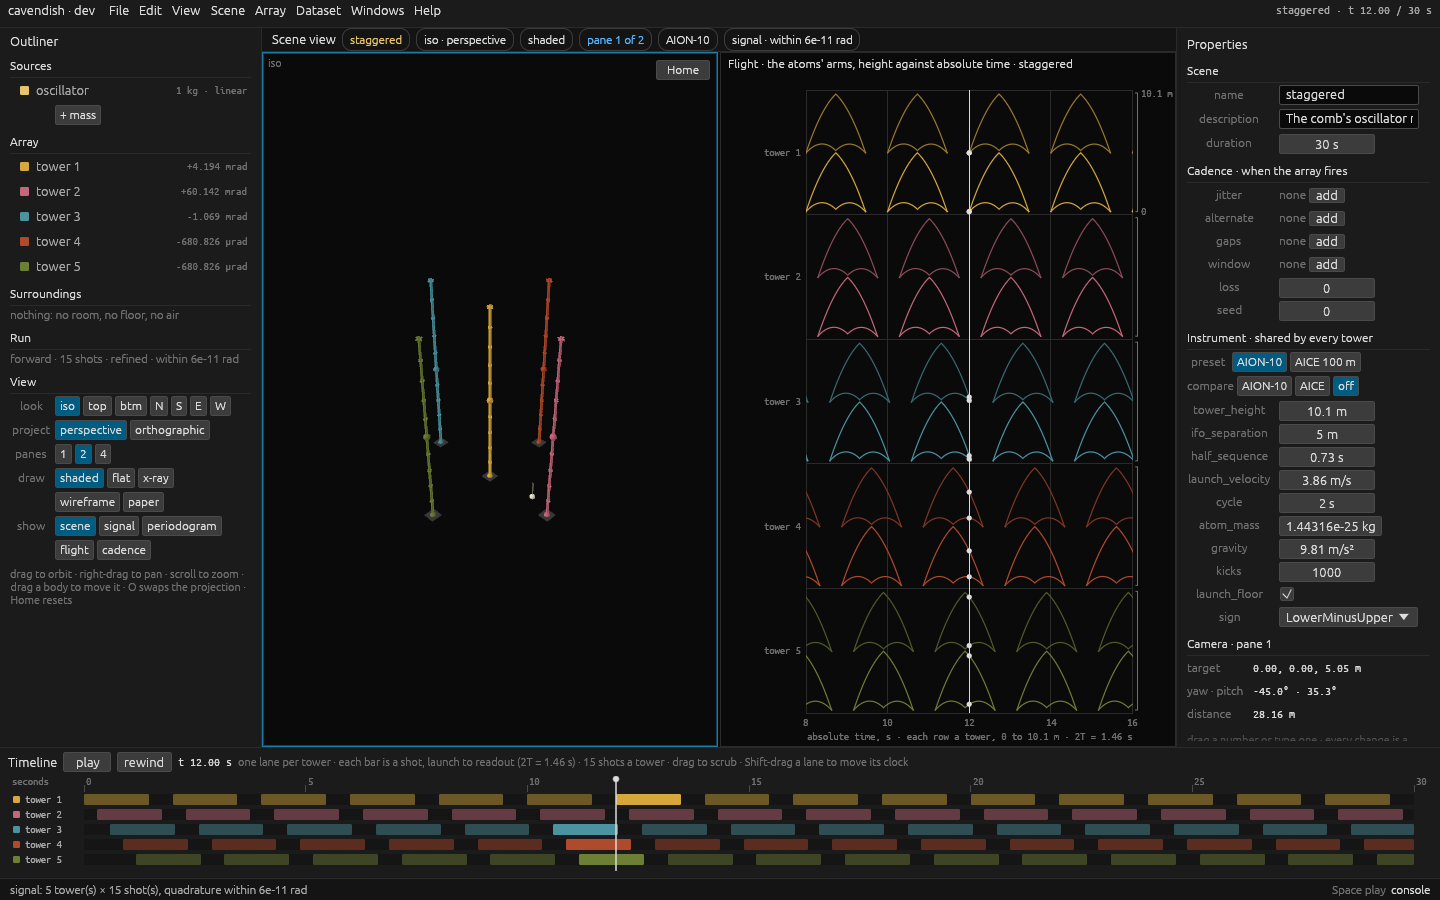 cavendish · dev File Edit View Scene Array Dataset Windows Help
staggered · t 12.00 / 30 s
Outliner
Sources
oscillator 1 kg · linear
+ mass
Array
tower 1 +4.194 mrad
tower 2 +60.142 mrad
tower 3 -1.069 mrad
tower 4 -680.826 µrad
tower 5 -680.826 µrad
Surroundings
nothing: no room, no floor, no air
Run
forward · 15 shots · refined · within 6e-11 rad
View
look iso top btm N S E W
project perspective orthographic
panes 1 2 4
draw shaded flat x-ray
wireframe paper
show scene signal periodogram
flight cadence
drag to orbit · right-drag to pan · scroll to zoom ·
drag a body to move it · O swaps the projection ·
Home resets
Scene view staggered iso · perspective shaded pane 1 of 2 AION-10 signal · within 6e-11 rad
iso
Home
Flight · the atoms' arms, height against absolute time · staggered
10.1 m
tower 1
0
tower 2
tower 3
tower 4
tower 5
8 10 12 14 16
absolute time, s · each row a tower, 0 to 10.1 m · 2T = 1.46 s
Properties
Scene
name staggered
description The comb's oscillator
duration 30 s
Cadence · when the array fires
jitter none add
alternate none add
gaps none add
window none add
loss 0
seed 0
Instrument · shared by every tower
preset AION-10 AICE 100 m
compare AION-10 AICE off
tower_height 10.1 m
ifo_separation 5 m
half_sequence 0.73 s
launch_velocity 3.86 m/s
cycle 2 s
atom_mass 1.44316e-25 kg
gravity 9.81 m/s²
kicks 1000
launch_floor
sign LowerMinusUpper
Camera · pane 1
target 0.00, 0.00, 5.05 m
yaw · pitch -45.0° · 35.3°
distance 28.16 m
drag a number or type one · every change is a
Timeline play rewind t 12.00 s one lane per tower · each bar is a shot, launch to readout (2T = 1.46 s) · 15 shots a tower · drag to scrub · Shift-drag a lane to move its clock
seconds 0 5 10 15 20 25 30
tower 1
tower 2
tower 3
tower 4
tower 5
signal: 5 tower(s) × 15 shot(s), quadrature within 6e-11 rad
Space play console